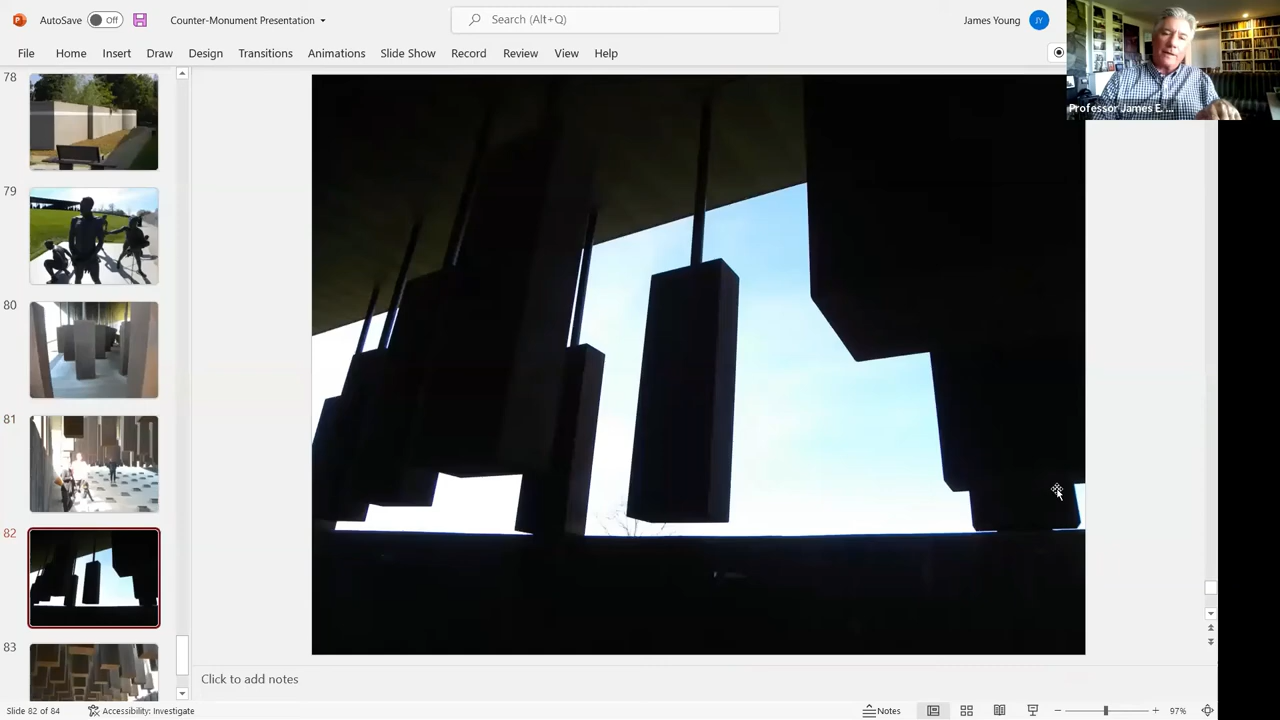 AutoSave Off Counter-Monument Presentation Search (Alt+Q) James Young JY
File Home Insert Draw Design Transitions Animations Slide Show Record Review View Help
Professor James E. ...
78
79
80
81
82
83
Click to add notes
Slide 82 of 84 Accessibility: Investigate Notes 97%